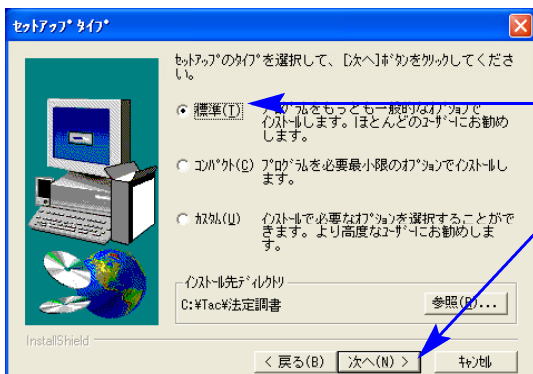 セットアップ タイプ
セットアップのタイプを選択して、[次へ]ボタンをクリックしてくださ
い。
標準(T)
プログラムをもっとも一般的なオプションで
インストールします。ほとんどのユーザーにお勧め
します。
コンパクト(C) プログラムを必要最小限のオプションでインストールし
ます。
カスタム(U) インストールで必要なオプションを選択することがで
きます。より高度なユーザーにお勧めしま
す。
インストール先ディレクトリ
C:¥Tac¥法定調書
参照(R)...
InstallShield
< 戻る(B) 次へ(N) > キャンセル